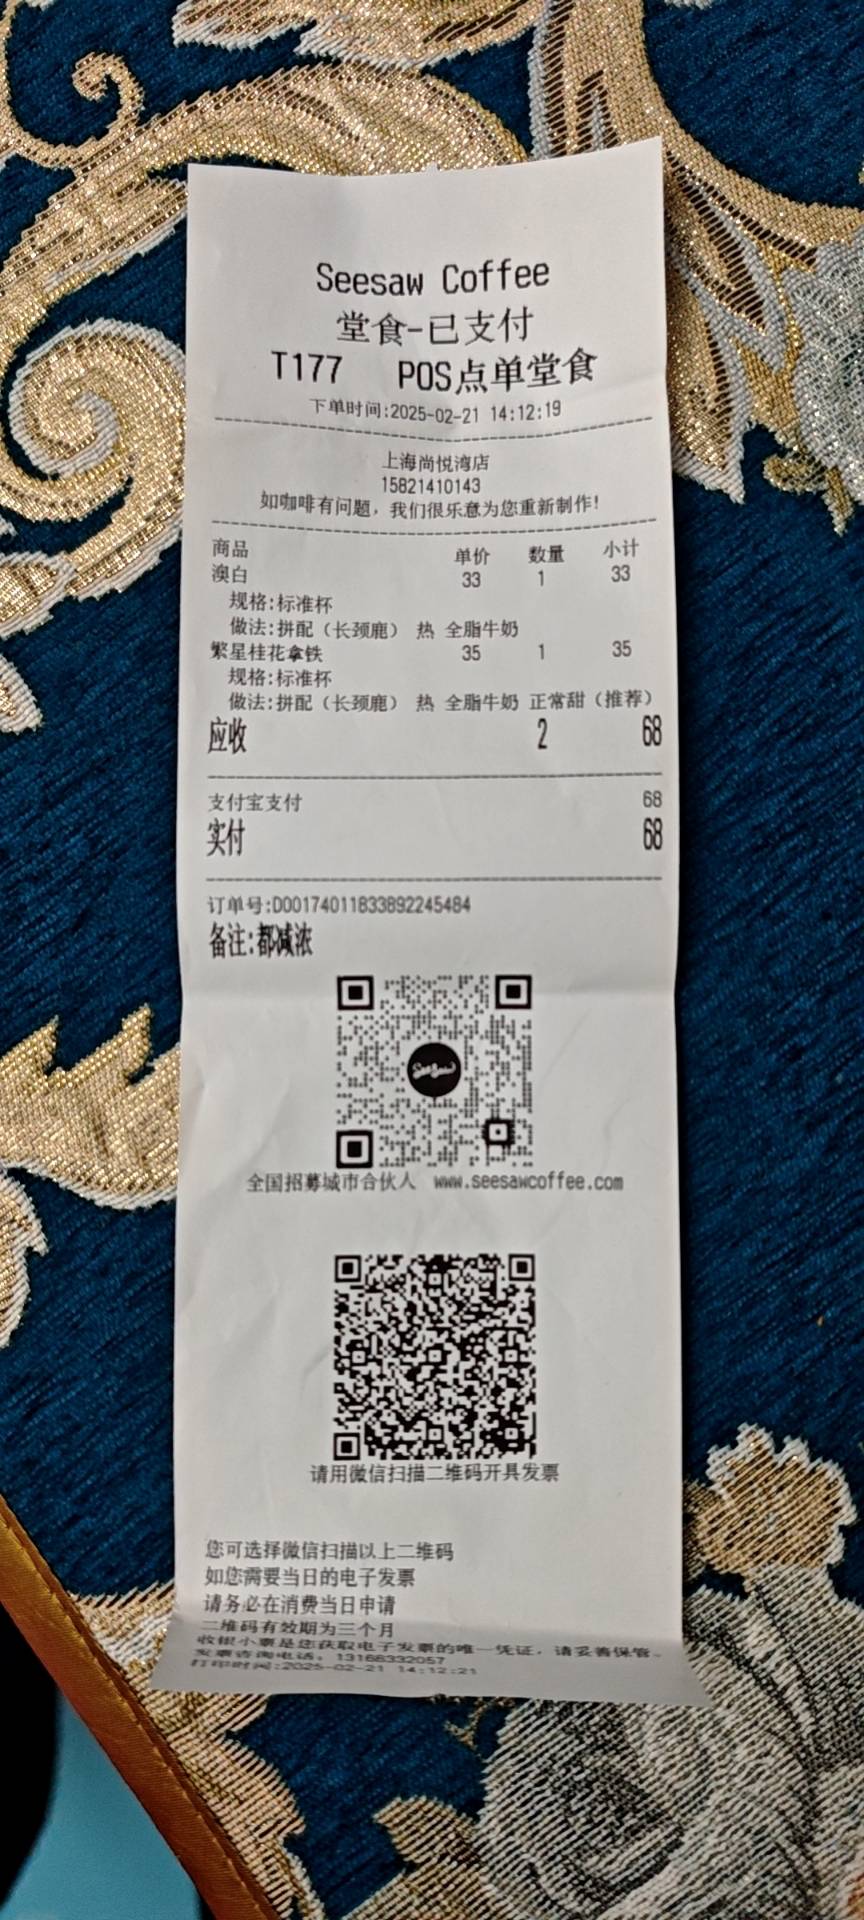 Seesaw Coffee
堂食-已支付
T177 POS点单堂食
下单时间:2025-02-21 14:12:19
上海尚悦湾店
15821410143
如咖啡有问题，我们很乐意为您重新制作!
商品 单价 数量 小计
澳白 33 1 33
规格:标准杯
做法:拼配（长颈鹿） 热 全脂牛奶
繁星桂花拿铁 35 1 35
规格:标准杯
做法:拼配（长颈鹿） 热 全脂牛奶 正常甜（推荐）
应收 2 68
支付宝支付 68
实付 68
订单号:D001740118338922454​84
备注:都减浓
Seesaw
全国招募城市合伙人 www.seesawcoffee.com
请用微信扫描二维码开具发票
您可选择微信扫描以上二维码
如您需要当日的电子发票
请务必在消费当日申请
二维码有效期为三个月
收银小票是您获取电子发票的唯一凭证，请妥善保管。
发票咨询电话：13166332057
打印时间:2025-02-21 14:12:21